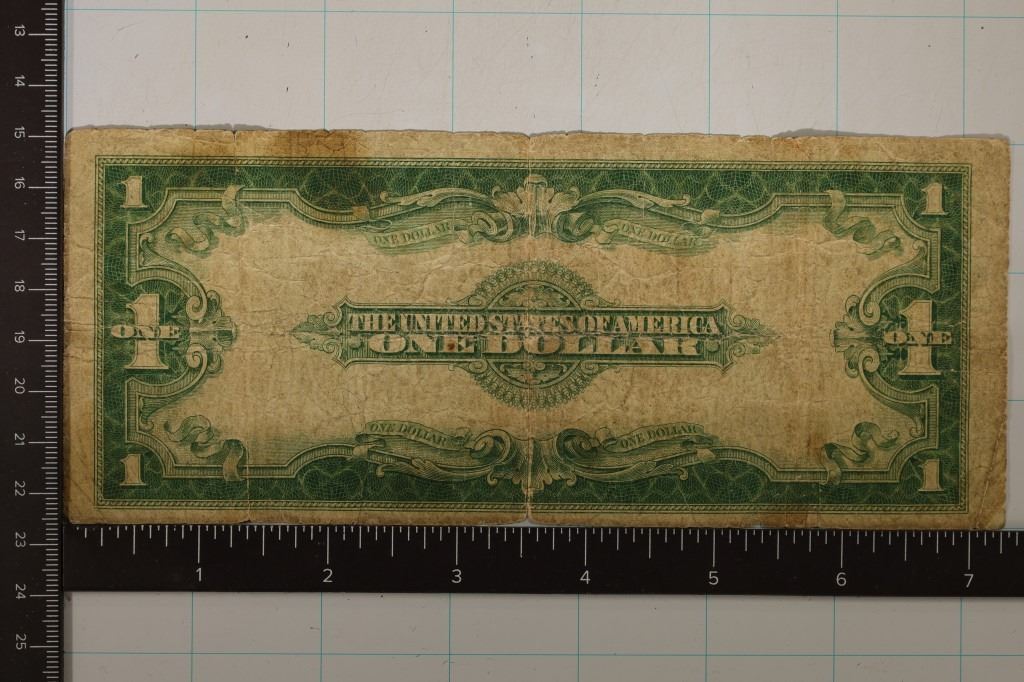 13
14
15
16
17
18
19
20
21
22
23
24
25
1 1
ONE DOLLAR ONE DOLLAR
THE UNITED STATES OF AMERICA
1 ONE 1 ONE
ONE DOLLAR
ONE DOLLAR ONE DOLLAR
1 1
1 2 3 4 5 6 7